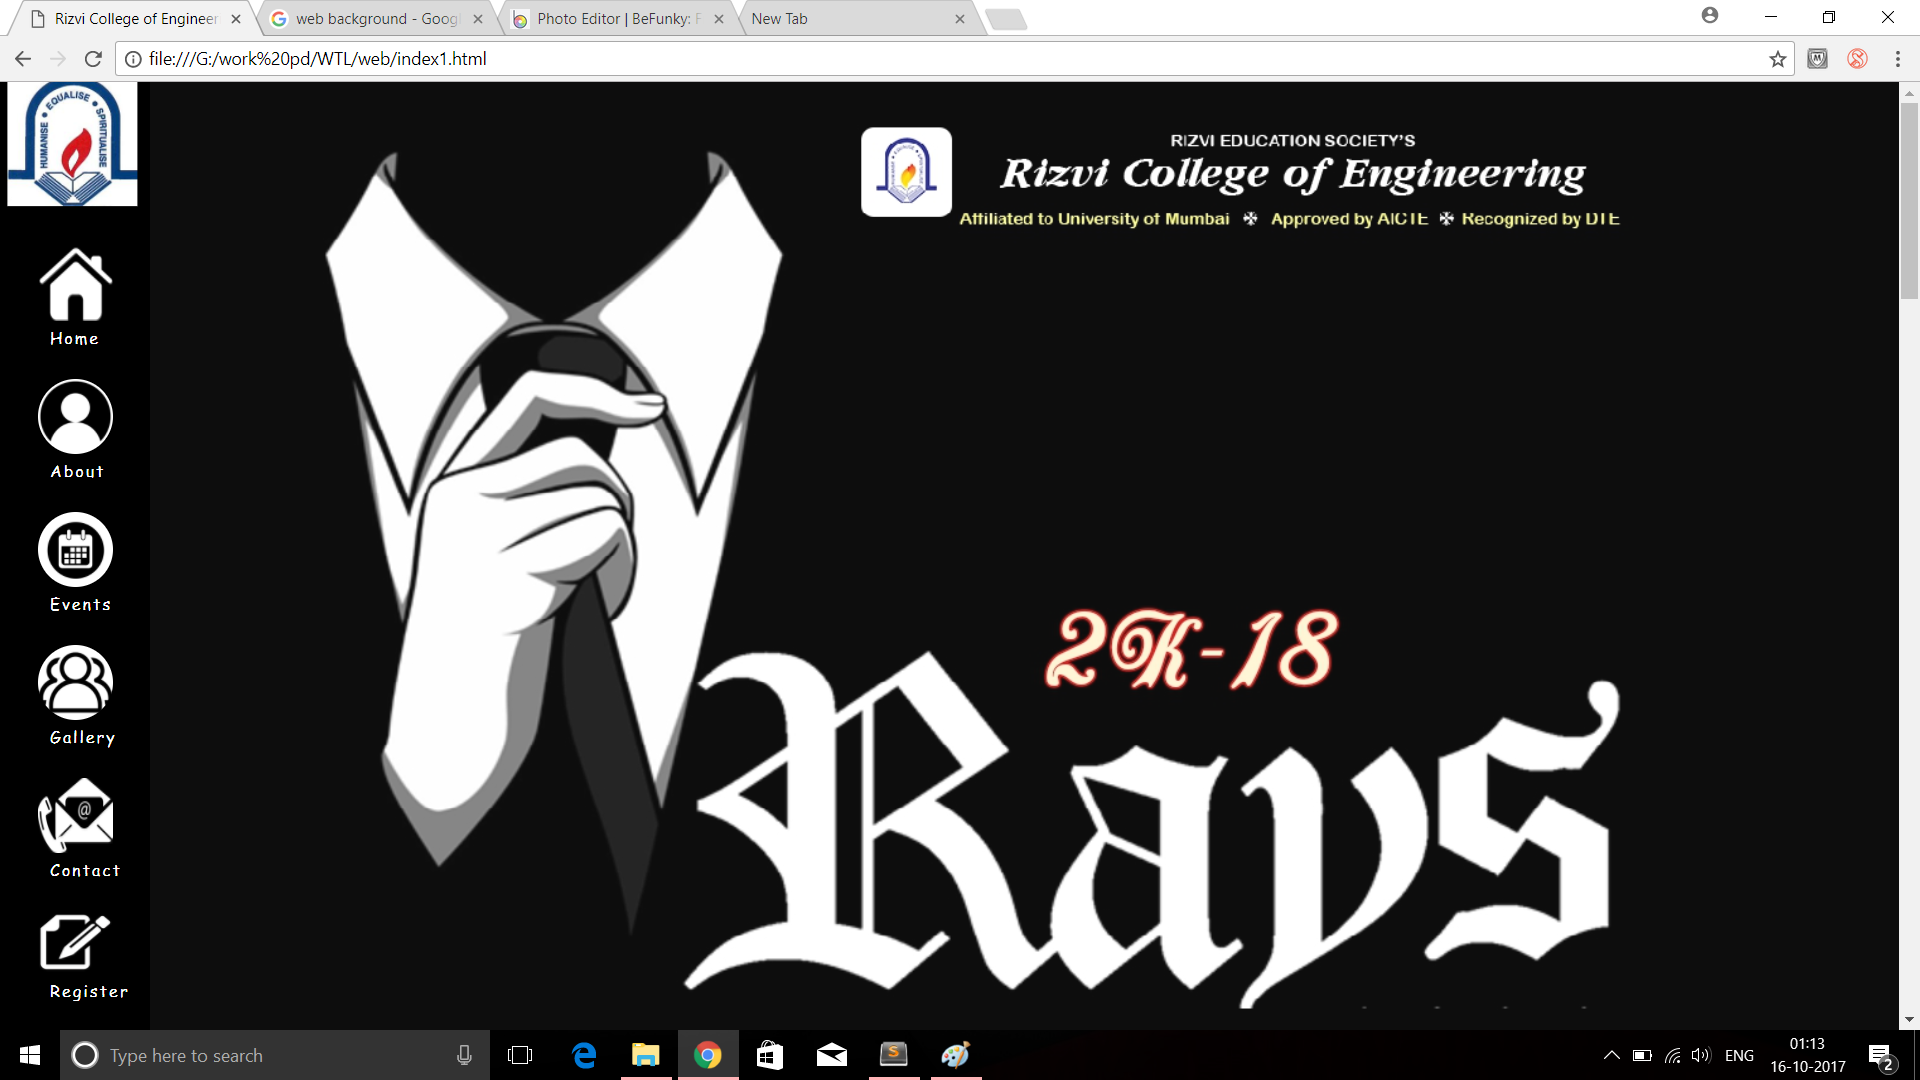 Rizvi College of Engineer
web background - Goog
Photo Editor | BeFunky: F
New Tab
file:///G:/work%20pd/WTL/web/index1.html
HUMANISE • EQUALISE • SPIRITUALISE
Home
About
Events
Gallery
@
Contact
Register
RIZVI EDUCATION SOCIETY'S
Rizvi College of Engineering
Affiliated to University of Mumbai ✠ Approved by AICTE ✠ Recognized by DTE
2K-18
Rays
Type here to search
ENG
01:13
16-10-2017
2